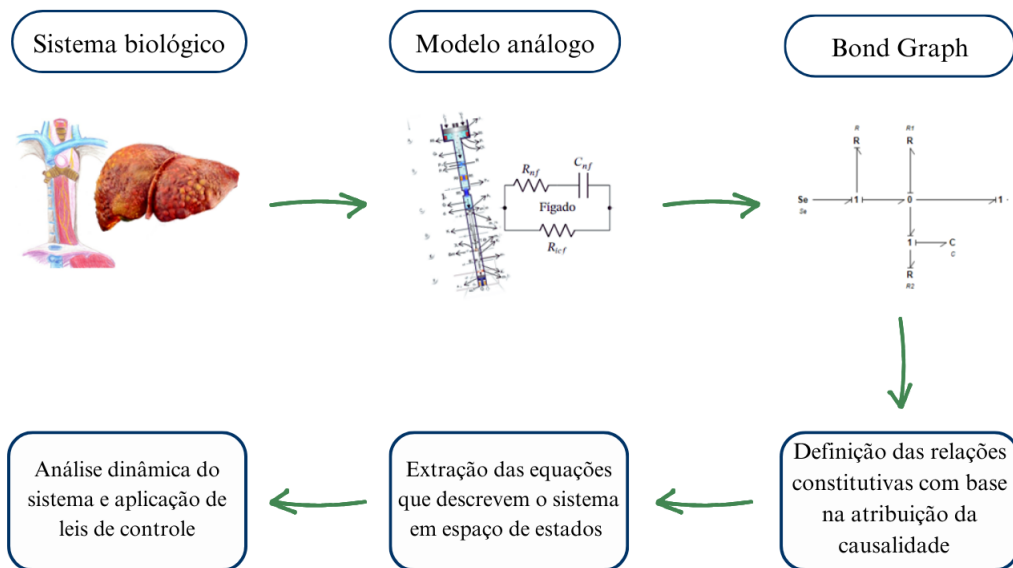 Sistema biológico
Modelo análogo
Bond Graph
R_nf
C_nf
Fígado
R_icf
R
R
R1
R
Se
Se
1
0
1
1
C
C
R
R2
Definição das relações
constitutivas com base
na atribuição da
causalidade
Extração das equações
que descrevem o sistema
em espaço de estados
Análise dinâmica do
sistema e aplicação de
leis de controle